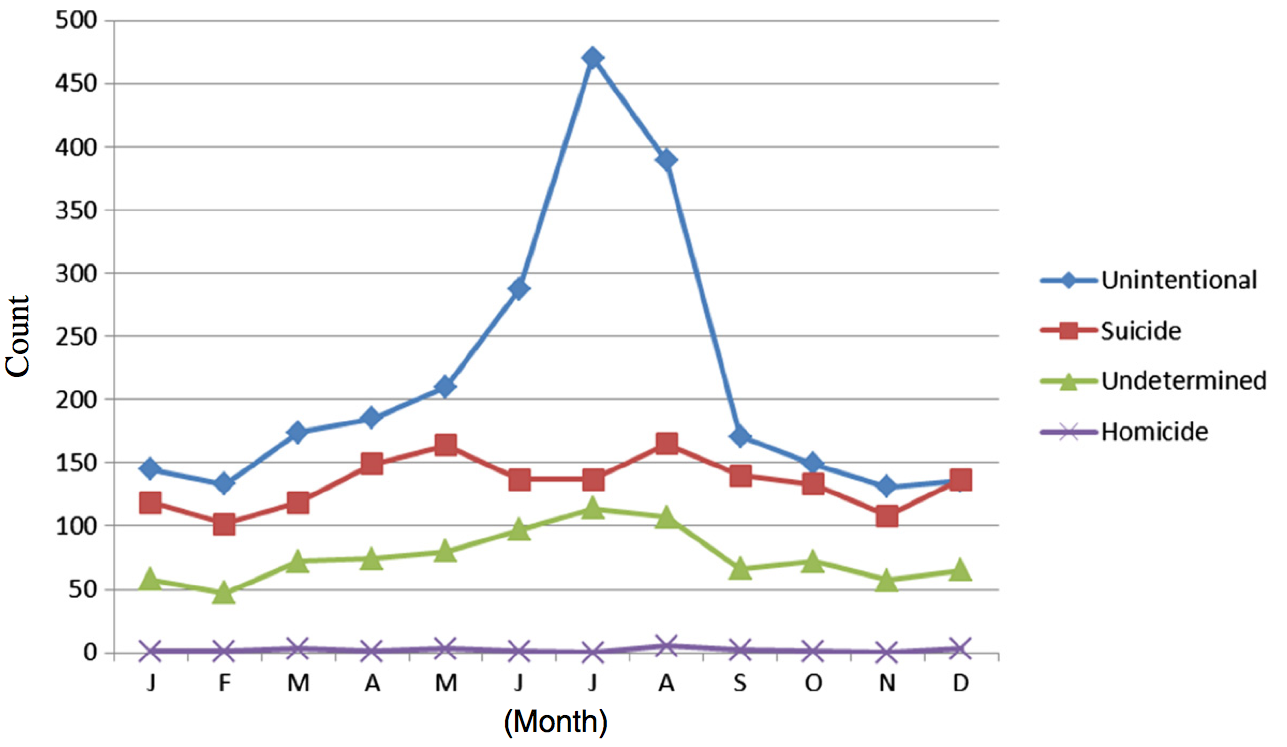 500
450
400
350
300
250
200
150
100
50
0
Count
J F M A M J J A S O N D
(Month)
Unintentional
Suicide
Undetermined
Homicide